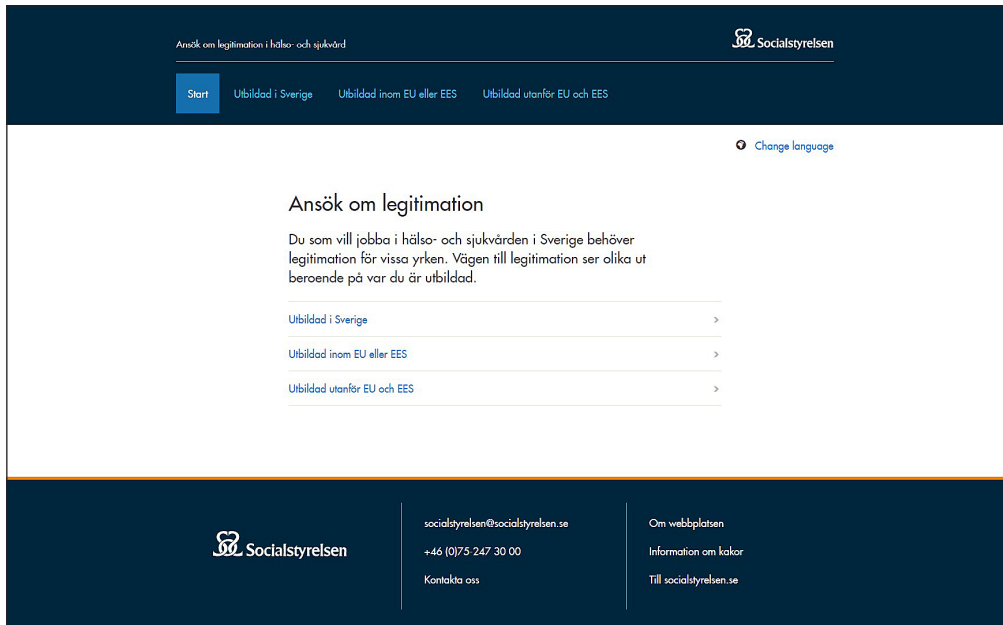 Ansök om legitimation i hälso- och sjukvård
Socialstyrelsen
Start
Utbildad i Sverige
Utbildad inom EU eller EES
Utbildad utanför EU och EES
Change language
Ansök om legitimation
Du som vill jobba i hälso- och sjukvården i Sverige behöver
legitimation för vissa yrken. Vägen till legitimation ser olika ut
beroende på var du är utbildad.
Utbildad i Sverige
Utbildad inom EU eller EES
Utbildad utanför EU och EES
Socialstyrelsen
socialstyrelsen@socialstyrelsen.se
+46 (0)75-247 30 00
Kontakta oss
Om webbplatsen
Information om kakor
Till socialstyrelsen.se